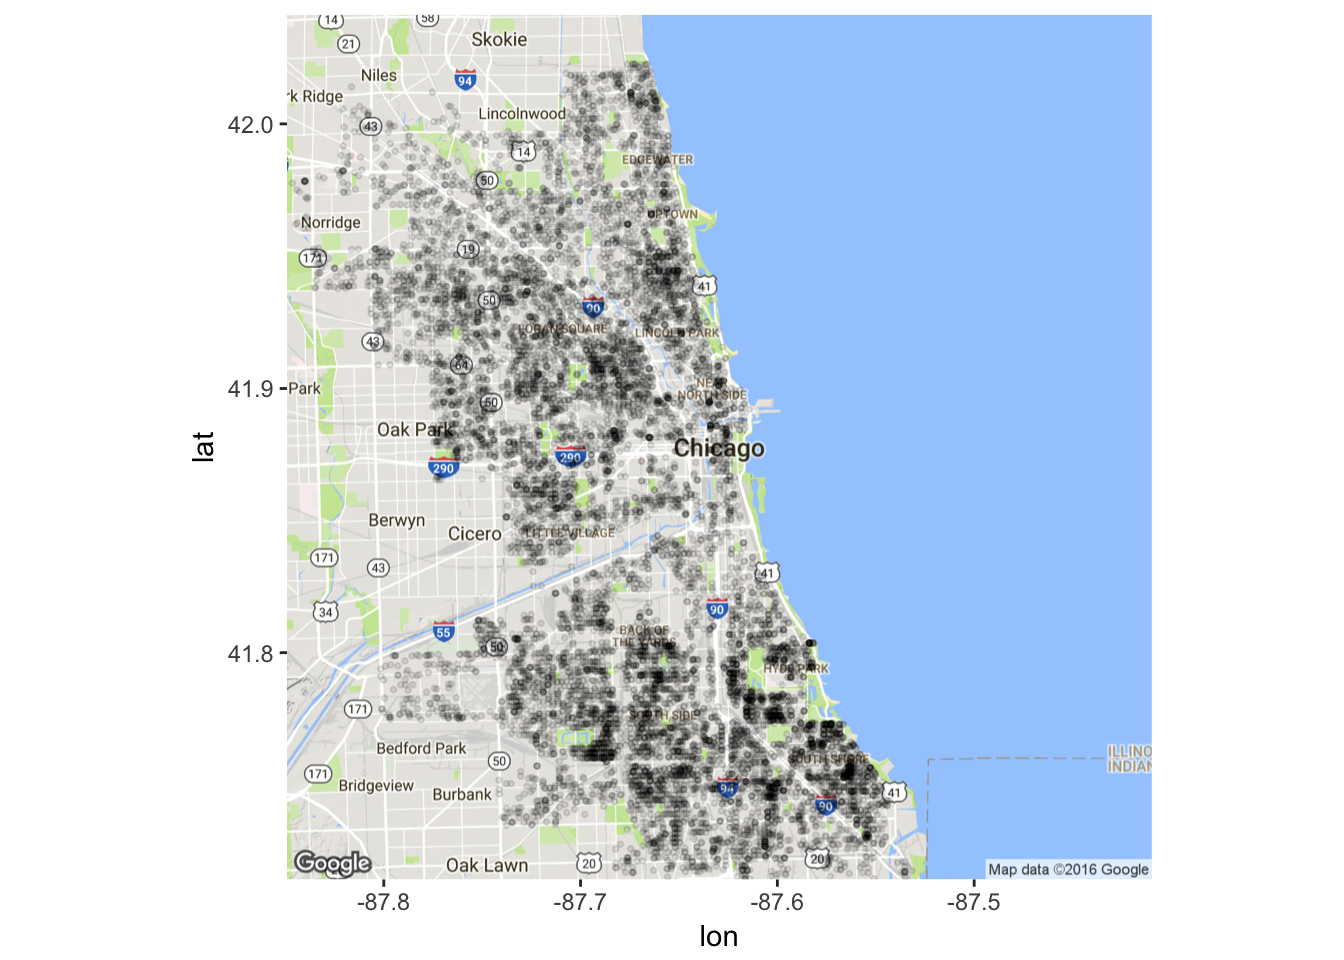 14
58
21
Skokie
Niles
94
rk Ridge
Lincolnwood
42.0
43
14
EDGEWATER
50
PTOWN
Norridge
19
171
41
50
90
LOGAN SQUARE
LINCOLN PARK
43
64
41.9
Park
NEAR
NORTH SIDE
50
Oak Park
Chicago
290
290
lat
Berwyn
Cicero
LITTLE VILLAGE
171
43
41
34
90
55
BACK OF
THE YARDS
50
41.8
HYDE PARK
171
SOUTH SIDE
Bedford Park
ILLINO
INDIAN
50
SOUTH SHORE
171
Bridgeview
Burbank
94
41
90
Google
Oak Lawn
20
20
Map data ©2016 Google
-87.8
-87.7
-87.6
-87.5
lon